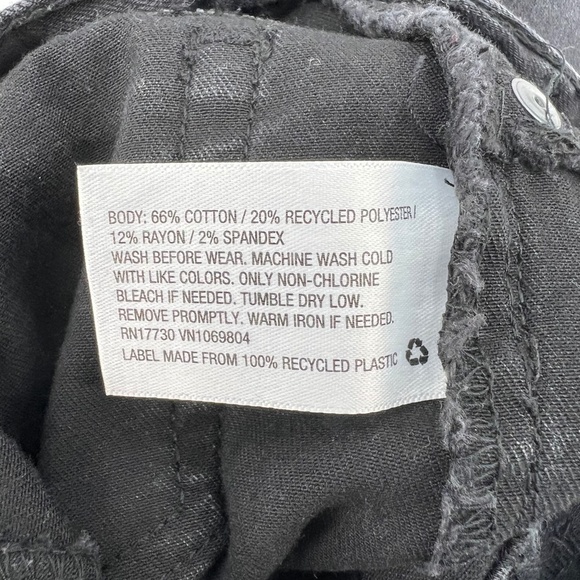 BODY: 66% COTTON / 20% RECYCLED POLYESTER /
12% RAYON / 2% SPANDEX
WASH BEFORE WEAR. MACHINE WASH COLD
WITH LIKE COLORS. ONLY NON-CHLORINE
BLEACH IF NEEDED. TUMBLE DRY LOW.
REMOVE PROMPTLY. WARM IRON IF NEEDED.
RN17730 VN1069804
LABEL MADE FROM 100% RECYCLED PLASTIC